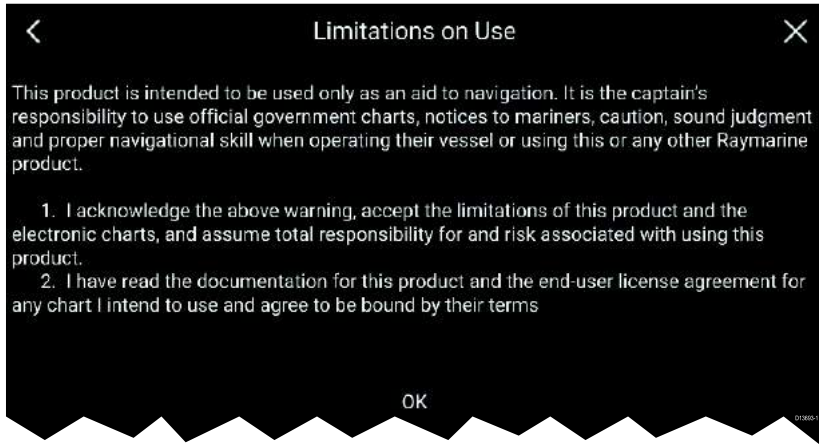 Limitations on Use
This product is intended to be used only as an aid to navigation. It is the captain's
responsibility to use official government charts, notices to mariners, caution, sound judgment
and proper navigational skill when operating their vessel or using this or any other Raymarine
product.
1. I acknowledge the above warning, accept the limitations of this product and the
electronic charts, and assume total responsibility for and risk associated with using this
product.
2. I have read the documentation for this product and the end-user license agreement for
any chart I intend to use and agree to be bound by their terms
OK
D13693-1